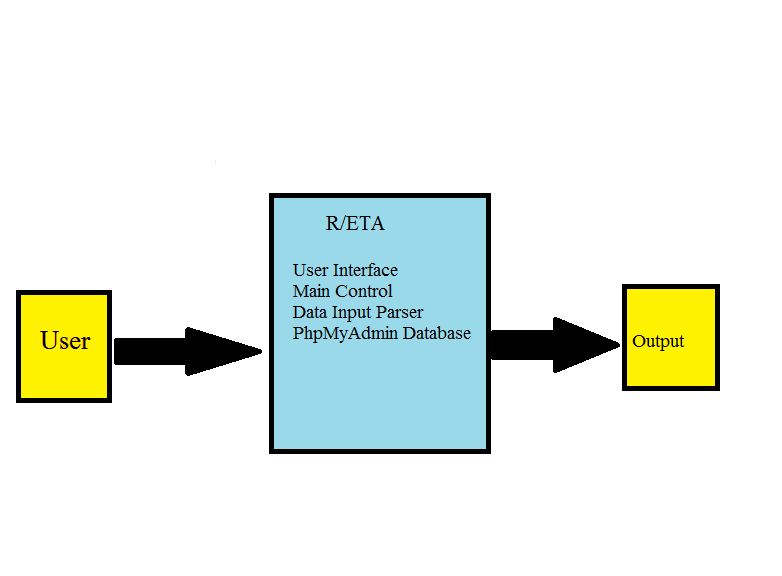 R/ETA
User Interface
Main Control
Data Input Parser
PhpMyAdmin Database
User
Output